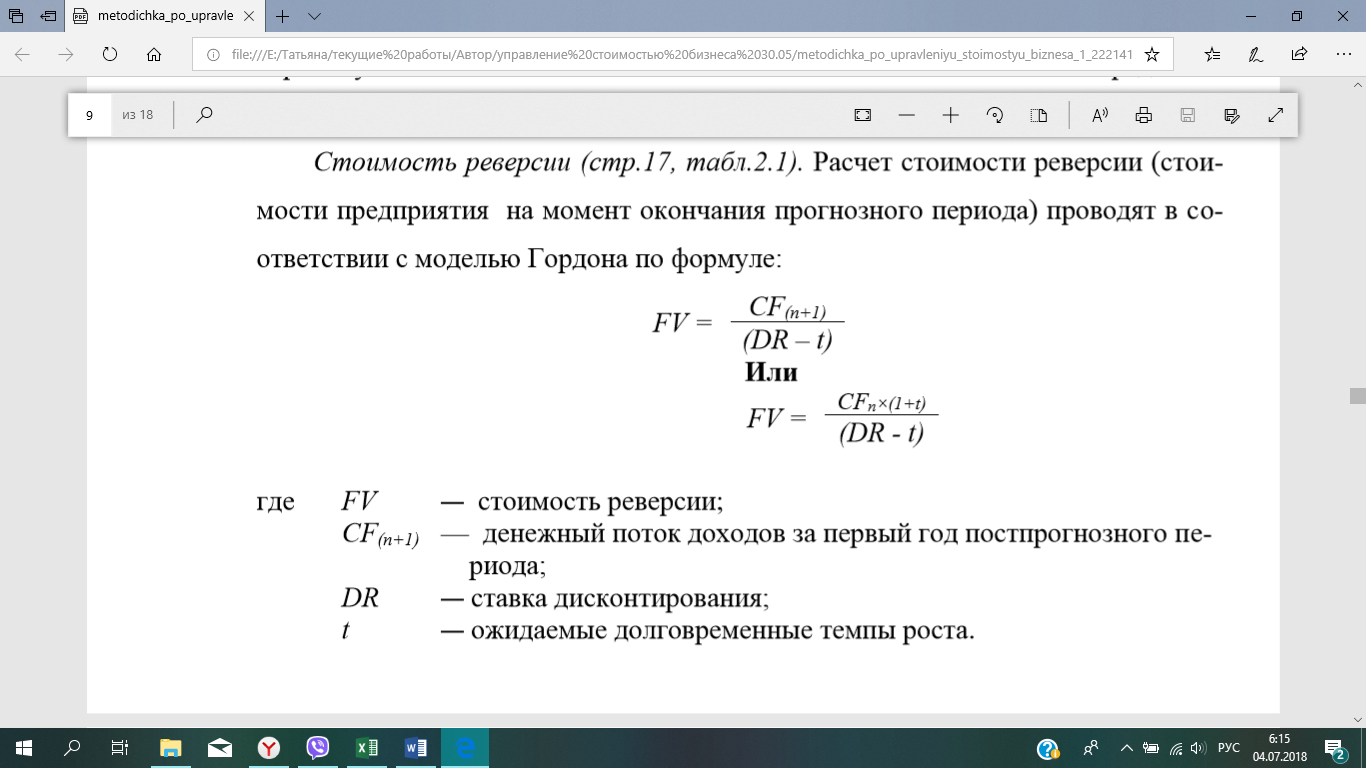 metodichka_po_upravle
file:///E:/Татьяна/текущие%20работы/Автор/управление%20стоимостью%20бизнеса%2030.05/metodichka_po_upravleniyu_stoimostyu_biznesa_1_222141
9 из 18
Стоимость реверсии (стр.17, табл.2.1). Расчет стоимости реверсии (стои-
мости предприятия на момент окончания прогнозного периода) проводят в со-
ответствии с моделью Гордона по формуле:
FV = CF(n+1)
(DR – t)
Или
FV = CFn×(1+t)
(DR - t)
где FV — стоимость реверсии;
CF(n+1) — денежный поток доходов за первый год постпрогнозного пе-
риода;
DR — ставка дисконтирования;
t — ожидаемые долговременные темпы роста.
РУС
6:15
04.07.2018
2